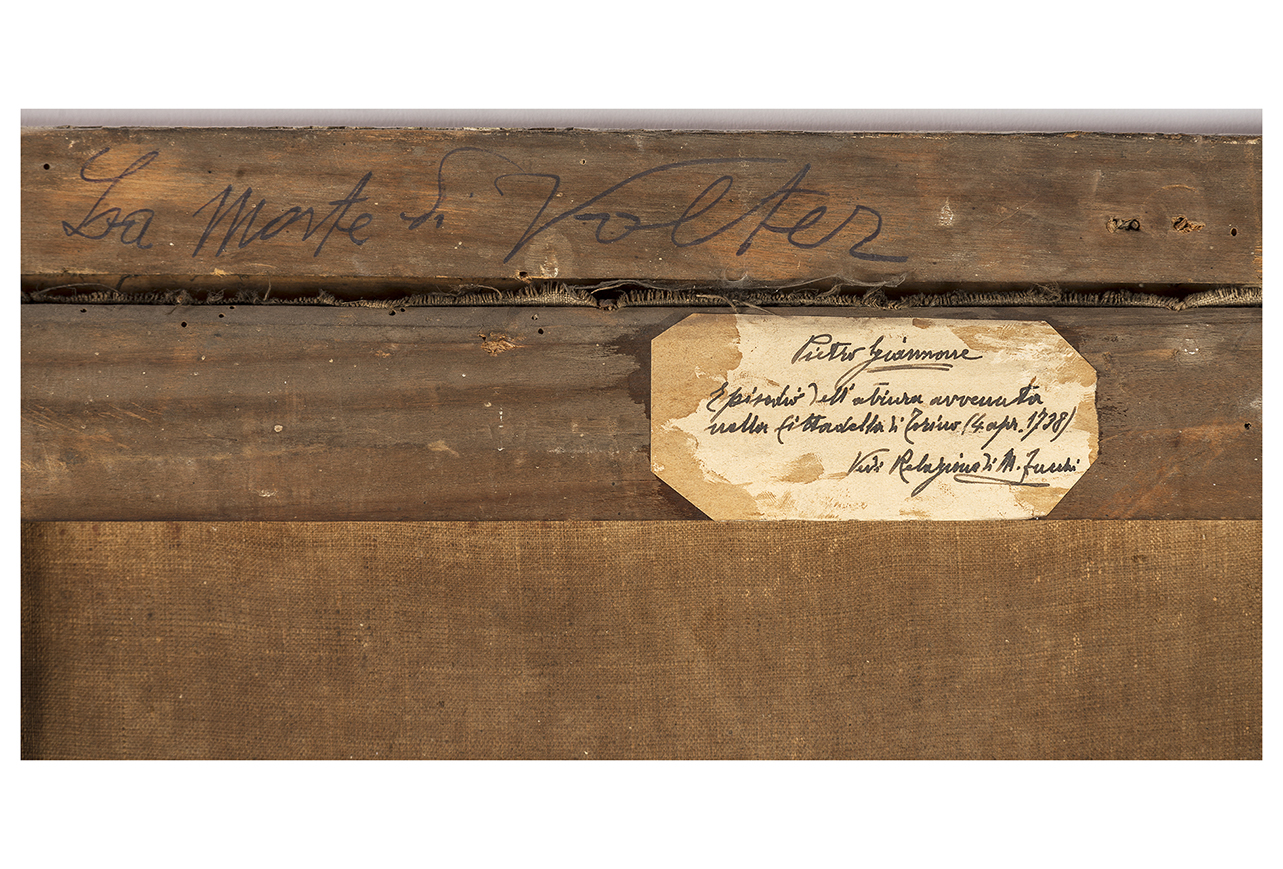 La Morte di Volter
Pietro Giannone
Episodio dell'abiura avvenuta
nella Cittadella di Torino (4 apr. 1738)
Vedi Relazione di M. Zucchi